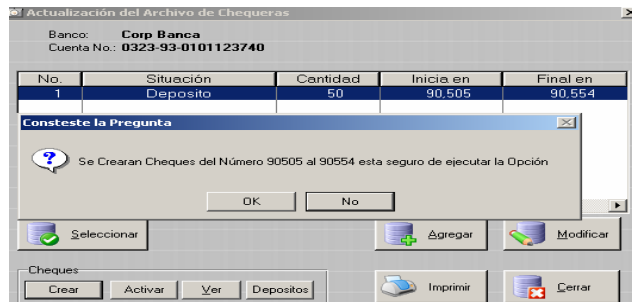 Actualización del Archivo de Chequeras
Banco: Corp Banca
Cuenta No.: 0323-93-0101123740
No. Situación Cantidad Inicia en Final en
1 Deposito 50 90,505 90,554
Consteste la Pregunta
Se Crearan Cheques del Número 90505 al 90554 esta seguro de ejecutar la Opción
OK No
Seleccionar Agregar Modificar
Cheques
Crear Activar Ver Depositos Imprimir Cerrar